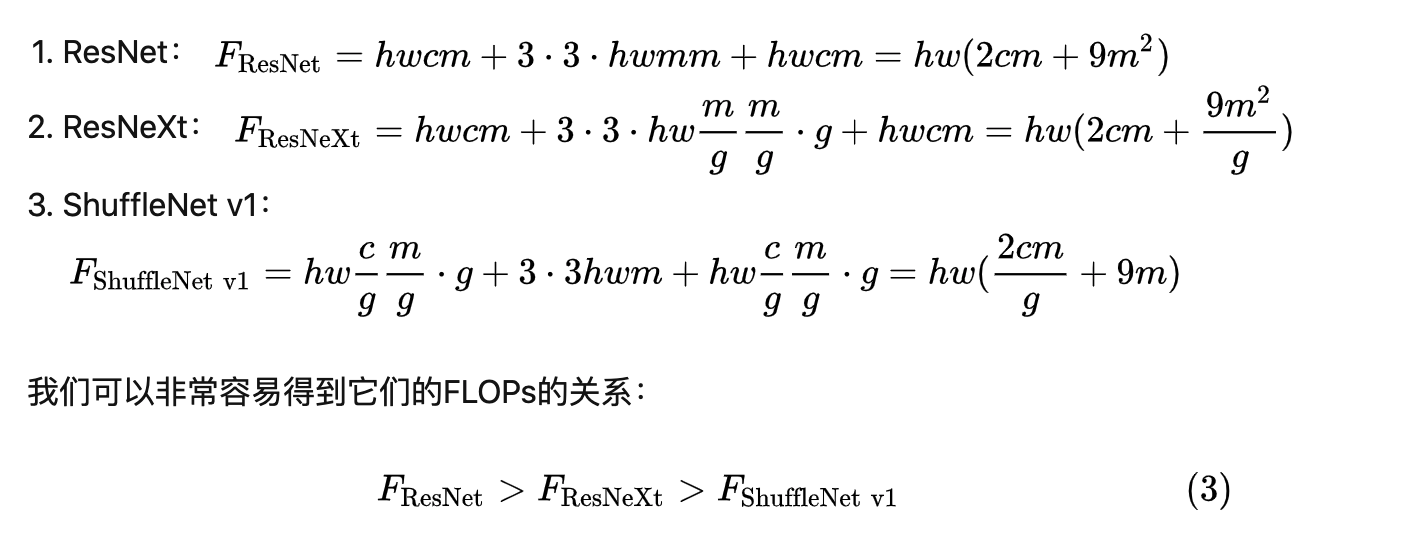 1. ResNet： $F_{\text{ResNet}} = hwcm + 3 \cdot 3 \cdot hwmm + hwcm = hw(2cm + 9m^2)$
2. ResNeXt： $F_{\text{ResNeXt}} = hwcm + 3 \cdot 3 \cdot hw\frac{m}{g}\frac{m}{g} \cdot g + hwcm = hw(2cm + \frac{9m^2}{g})$
3. ShuffleNet v1：
$F_{\text{ShuffleNet v1}} = hw\frac{c}{g}\frac{m}{g} \cdot g + 3 \cdot 3hwm + hw\frac{c}{g}\frac{m}{g} \cdot g = hw(\frac{2cm}{g} + 9m)$
我们可以非常容易得到它们的FLOPs的关系：
$F_{\text{ResNet}} > F_{\text{ResNeXt}} > F_{\text{ShuffleNet v1}}$ (3)